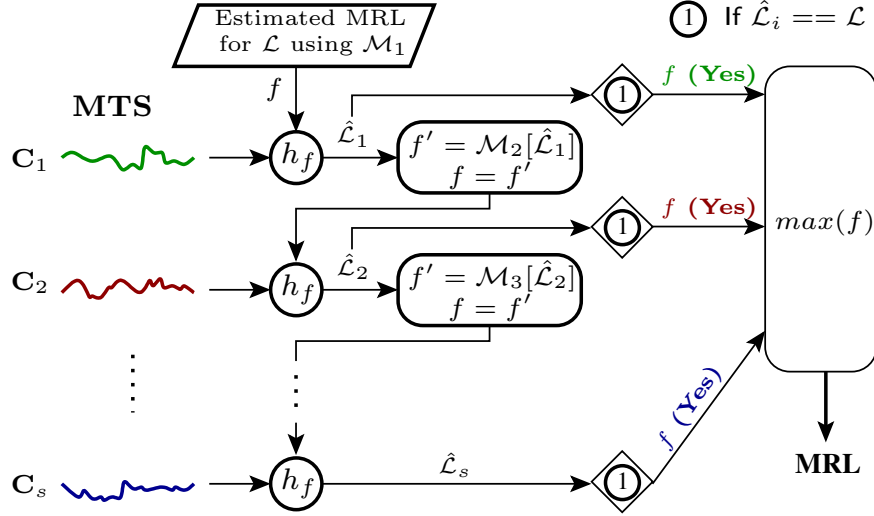 Estimated MRL
for ℒ using ℳ₁
① If ℒ̂ᵢ == ℒ
f
f (Yes)
MTS
1
ℒ̂₁
C₁
h_f
f′ = ℳ₂[ℒ̂₁]
f = f′
f (Yes)
max(f)
1
ℒ̂₂
C₂
h_f
f′ = ℳ₃[ℒ̂₂]
f = f′
f (Yes)
MRL
C_s
h_f
ℒ̂_s
1